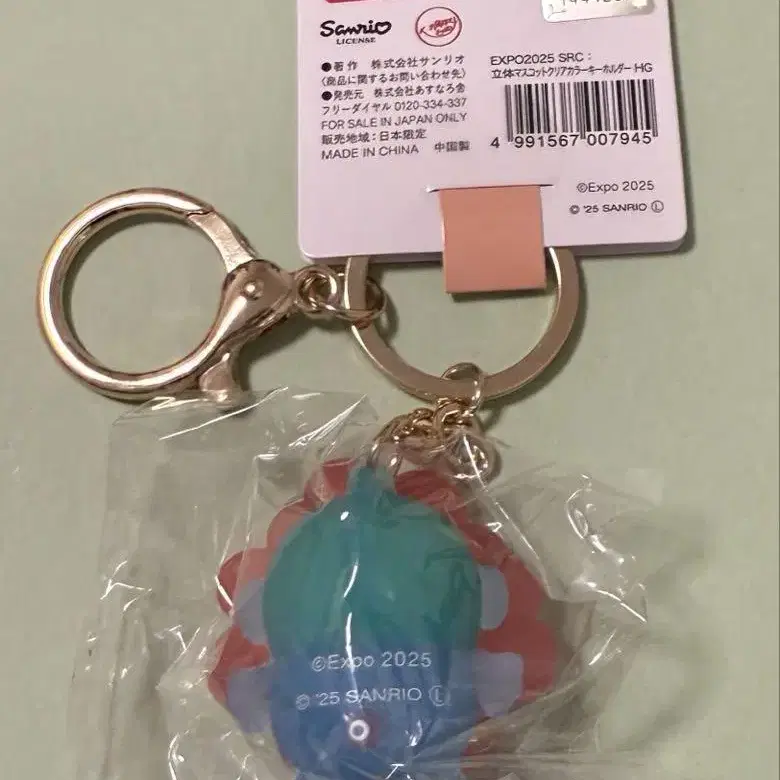 Sanrio
LICENSE
●著作 株式会社サンリオ
(商品に関するお問い合わせ先)
●発売元 株式会社あすなろ舎
フリーダイヤル 0120-334-337
FOR SALE IN JAPAN ONLY
販売地域:日本限定
MADE IN CHINA 中国製
EXPO2025 SRC:
立体マスコットクリアカラーキーホルダー HG
4 991567 007945
©Expo 2025
© '25 SANRIO Ⓛ
©Expo 2025
© '25 SANRIO Ⓛ